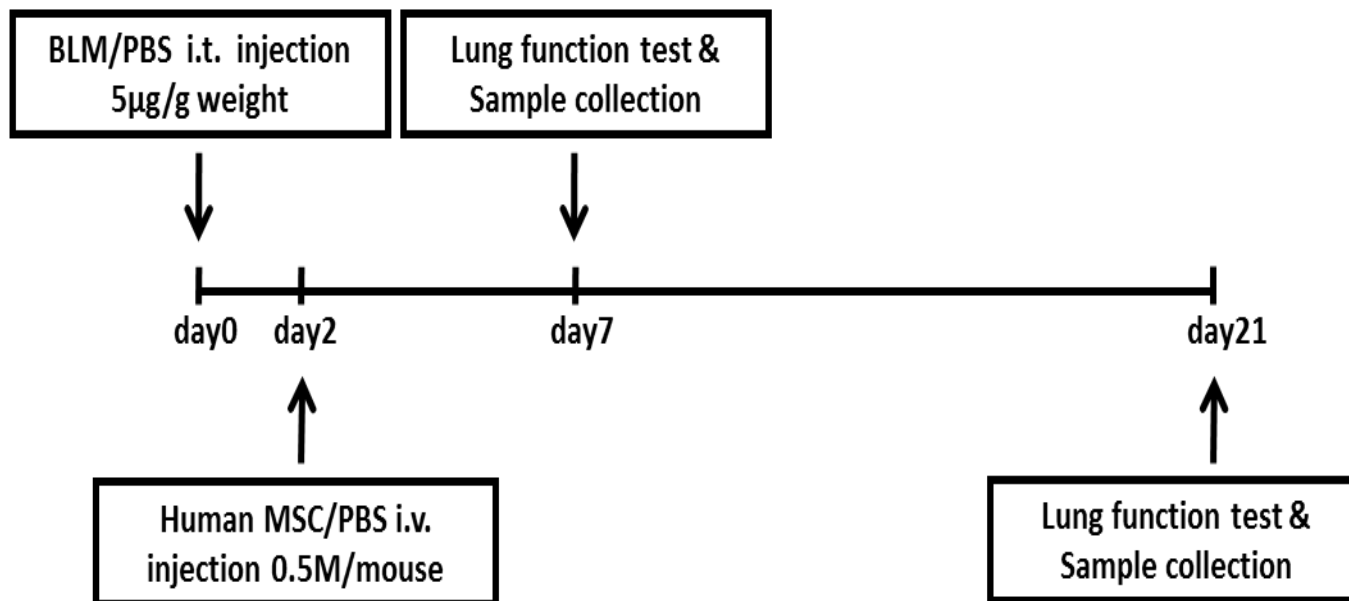 BLM/PBS i.t. injection
5µg/g weight
Lung function test &
Sample collection
day0
day2
day7
day21
Human MSC/PBS i.v.
injection 0.5M/mouse
Lung function test &
Sample collection